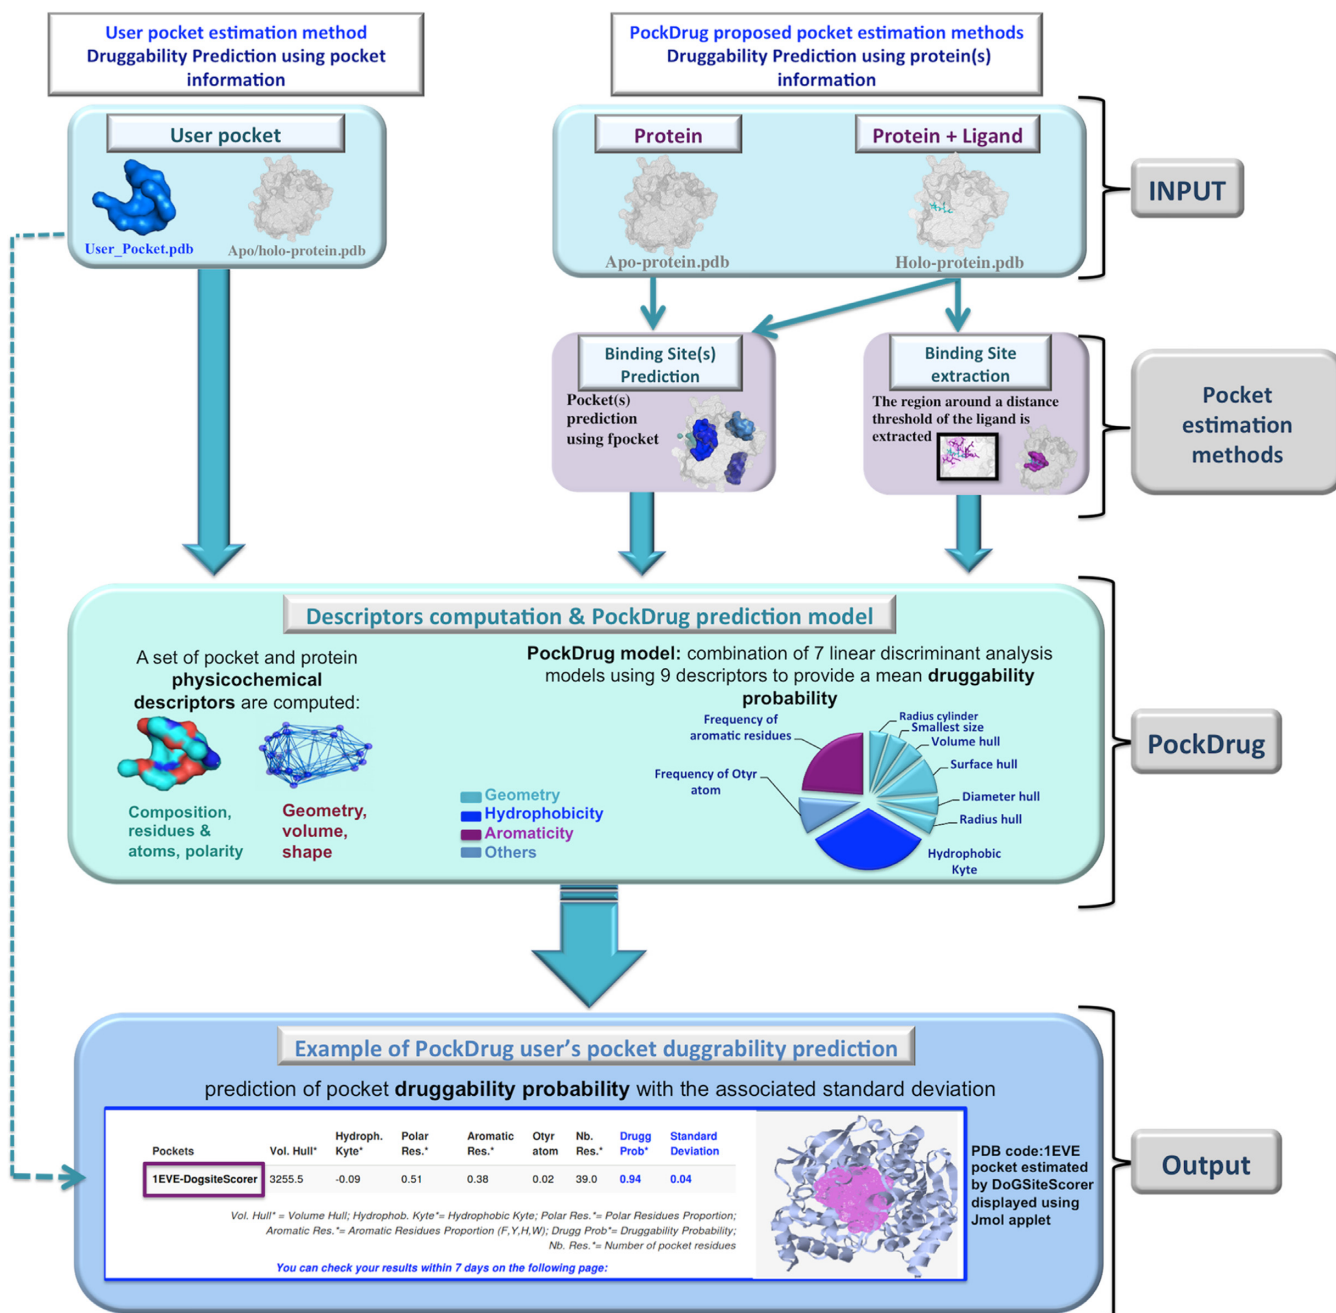 User pocket estimation method
Druggability Prediction using pocket
information
PockDrug proposed pocket estimation methods
Druggability Prediction using protein(s)
information
User pocket
User_Pocket.pdb
Apo/holo-protein.pdb
Protein
Protein + Ligand
Apo-protein.pdb
Holo-protein.pdb
INPUT
Binding Site(s)
Prediction
Pocket(s)
prediction
using fpocket
Binding Site
extraction
The region around a distance
threshold of the ligand is
extracted
Pocket
estimation
methods
Descriptors computation & PockDrug prediction model
A set of pocket and protein
physicochemical
descriptors are computed:
Composition,
residues &
atoms, polarity
Geometry,
volume,
shape
PockDrug model: combination of 7 linear discriminant analysis
models using 9 descriptors to provide a mean druggability
probability
Geometry
Hydrophobicity
Aromaticity
Others
Frequency of
aromatic residues
Frequency of Otyr
atom
Radius cylinder
Smallest size
Volume hull
Surface hull
Diameter hull
Radius hull
Hydrophobic
Kyte
PockDrug
Example of PockDrug user's pocket duggrability prediction
prediction of pocket druggability probability with the associated standard deviation
Pockets Vol. Hull* Hydroph. Kyte* Polar Res.* Aromatic Res.* Otyr atom Nb. Res.* Drugg Prob* Standard Deviation
1EVE-DogsiteScorer 3255.5 -0.09 0.51 0.38 0.02 39.0 0.94 0.04
Vol. Hull* = Volume Hull; Hydrophob. Kyte*= Hydrophobic Kyte; Polar Res.*= Polar Residues Proportion;
Aromatic Res.*= Aromatic Residues Proportion (F,Y,H,W); Drugg Prob*= Druggability Probability;
Nb. Res.*= Number of pocket residues
You can check your results within 7 days on the following page:
PDB code:1EVE
pocket estimated
by DoGSiteScorer
displayed using
Jmol applet
Output